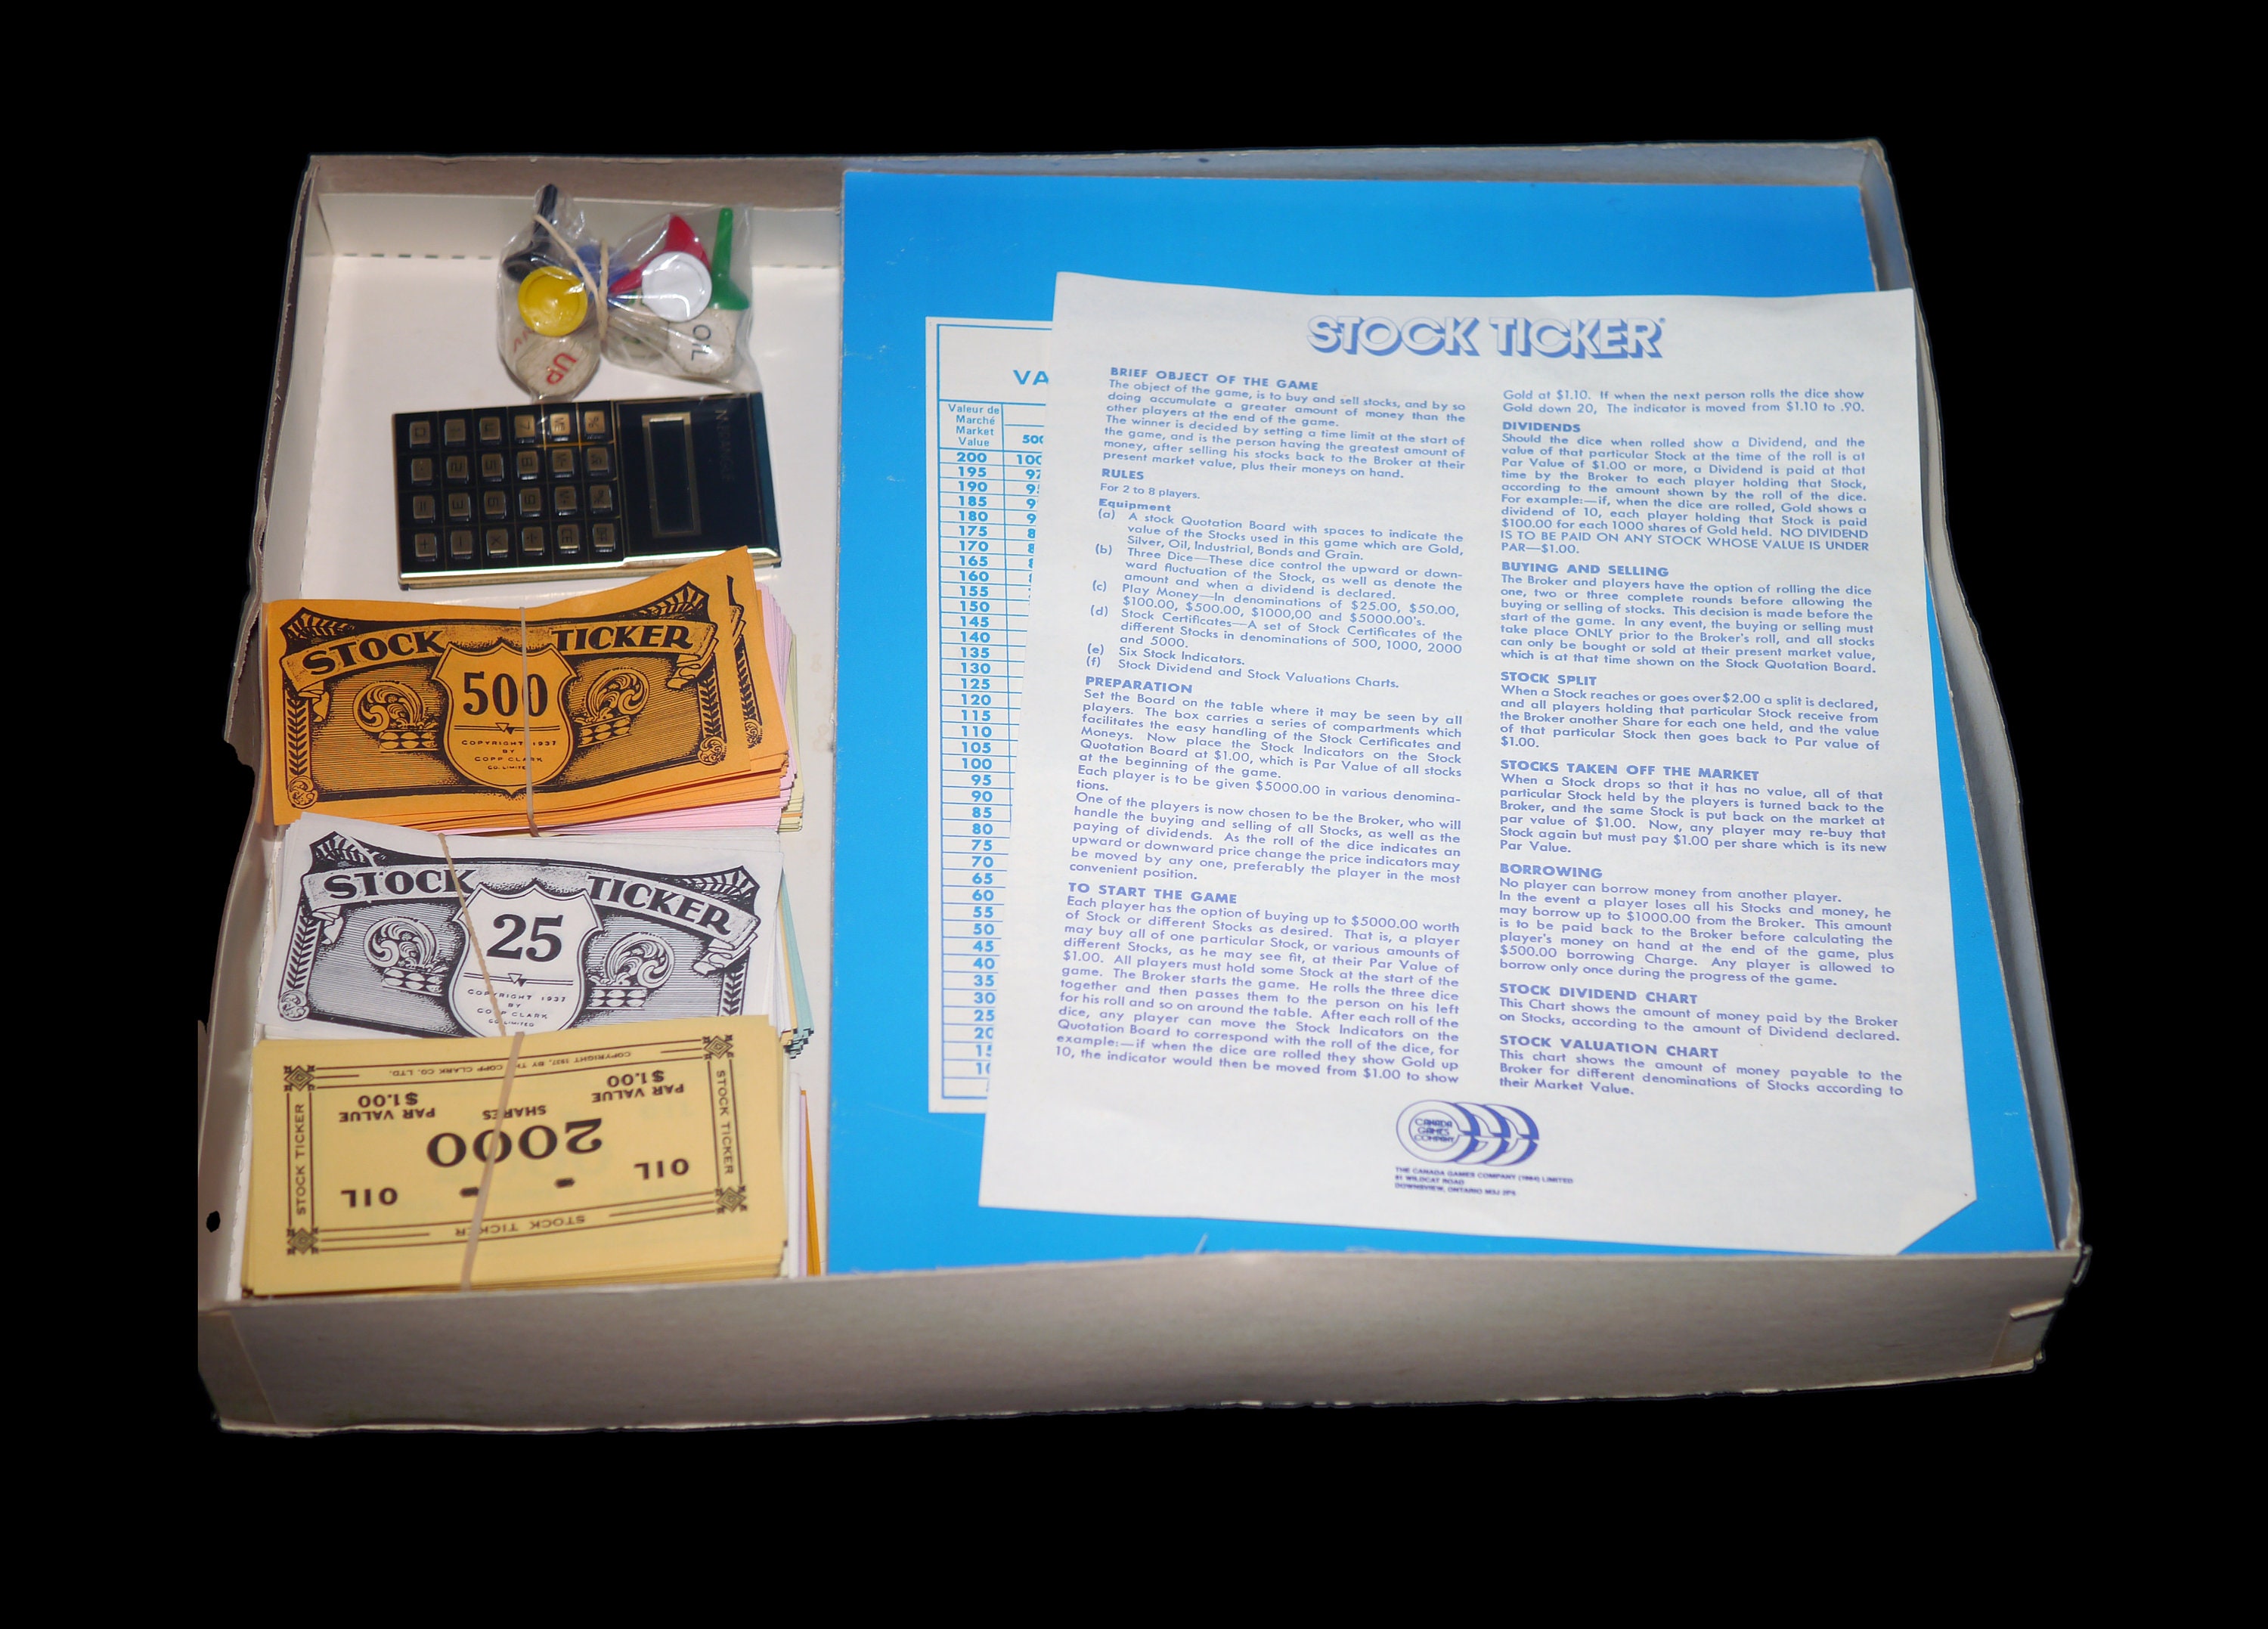 UP
OIL
STOCK TICKER
500
COPYRIGHT 1937
BY
COPP CLARK
CO. LIMITED
STOCK TICKER
25
COPYRIGHT 1937
BY
COPP CLARK
CO. LIMITED
STOCK TICKER
OIL OIL
2000
SHARES
PAR VALUE PAR VALUE
$1.00 $1.00
COPYRIGHT 1937, BY THE COPP CLARK CO. LTD.
STOCK TICKER
STOCK TICKER
Valeur de
Marché
Market
Value
200
195
190
185
180
175
170
165
160
155
150
145
140
135
130
125
120
115
110
105
100
95
90
85
80
75
70
65
60
55
50
45
40
35
30
25
20
STOCK TICKER®
BRIEF OBJECT OF THE GAME
The object of the game, is to buy and sell stocks, and by so
doing accumulate a greater amount of money than the
other players at the end of the game.
The winner is decided by setting a time limit at the start of
the game, and is the person having the greatest amount of
money, after selling his stocks back to the Broker at their
present market value, plus their moneys on hand.
RULES
For 2 to 8 players.
Equipment
(a) A stock Quotation Board with spaces to indicate the
value of the Stocks used in this game which are Gold,
Silver, Oil, Industrial, Bonds and Grain.
(b) Three Dice—These dice control the upward or down-
ward fluctuation of the Stock, as well as denote the
amount and when a dividend is declared.
(c) Play Money—In denominations of $25.00, $50.00,
$100.00, $500.00, $1000,00 and $5000.00's.
(d) Stock Certificates—A set of Stock Certificates of the
different Stocks in denominations of 500, 1000, 2000
and 5000.
(e) Six Stock Indicators.
(f) Stock Dividend and Stock Valuations Charts.
PREPARATION
Set the Board on the table where it may be seen by all
players. The box carries a series of compartments which
facilitates the easy handling of the Stock Certificates and
Moneys. Now place the Stock Indicators on the Stock
Quotation Board at $1.00, which is Par Value of all stocks
at the beginning of the game.
Each player is to be given $5000.00 in various denomina-
tions.
One of the players is now chosen to be the Broker, who will
handle the buying and selling of all Stocks, as well as the
paying of dividends. As the roll of the dice indicates an
upward or downward price change the price indicators may
be moved by any one, preferably the player in the most
convenient position.
TO START THE GAME
Each player has the option of buying up to $5000.00 worth
of Stock or different Stocks as desired. That is, a player
may buy all of one particular Stock, or various amounts of
different Stocks, as he may see fit, at their Par Value of
$1.00. All players must hold some Stock at the start of the
game. The Broker starts the game. He rolls the three dice
together and then passes them to the person on his left
for his roll and so on around the table. After each roll of the
dice, any player can move the Stock Indicators on the
Quotation Board to correspond with the roll of the dice, for
example:—if when the dice are rolled they show Gold up
10, the indicator would then be moved from $1.00 to show
Gold at $1.10. If when the next person rolls the dice show
Gold down 20, The indicator is moved from $1.10 to .90.
DIVIDENDS
Should the dice when rolled show a Dividend, and the
value of that particular Stock at the time of the roll is at
Par Value of $1.00 or more, a Dividend is paid at that
time by the Broker to each player holding that Stock,
according to the amount shown by the roll of the dice.
For example:—if, when the dice are rolled, Gold shows a
dividend of 10, each player holding that Stock is paid
$100.00 for each 1000 shares of Gold held. NO DIVIDEND
IS TO BE PAID ON ANY STOCK WHOSE VALUE IS UNDER
PAR—$1.00.
BUYING AND SELLING
The Broker and players have the option of rolling the dice
one, two or three complete rounds before allowing the
buying or selling of stocks. This decision is made before the
start of the game. In any event, the buying or selling must
take place ONLY prior to the Broker's roll, and all stocks
can only be bought or sold at their present market value,
which is at that time shown on the Stock Quotation Board.
STOCK SPLIT
When a Stock reaches or goes over $2.00 a split is declared,
and all players holding that particular Stock receive from
the Broker another Share for each one held, and the value
of that particular Stock then goes back to Par value of
$1.00.
STOCKS TAKEN OFF THE MARKET
When a Stock drops so that it has no value, all of that
particular Stock held by the players is turned back to the
Broker, and the same Stock is put back on the market at
par value of $1.00. Now, any player may re-buy that
Stock again but must pay $1.00 per share which is its new
Par Value.
BORROWING
No player can borrow money from another player.
In the event a player loses all his Stocks and money, he
may borrow up to $1000.00 from the Broker. This amount
is to be paid back to the Broker before calculating the
player's money on hand at the end of the game, plus
$500.00 borrowing Charge. Any player is allowed to
borrow only once during the progress of the game.
STOCK DIVIDEND CHART
This Chart shows the amount of money paid by the Broker
on Stocks, according to the amount of Dividend declared.
STOCK VALUATION CHART
This chart shows the amount of money payable to the
Broker for different denominations of Stocks according to
their Market Value.
CANADA
GAMES
COMPANY
THE CANADA GAMES COMPANY (1984) LIMITED
81 WILDCAT ROAD
DOWNSVIEW, ONTARIO M3J 2P5